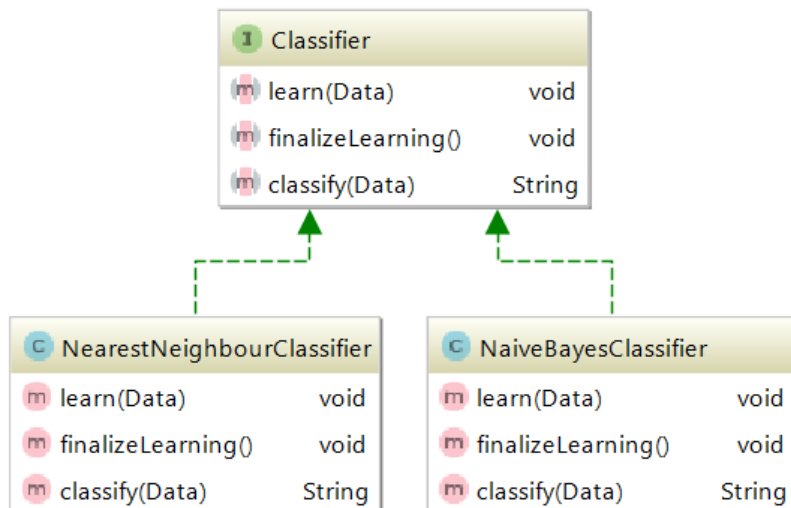 I Classifier
m learn(Data) void
m finalizeLearning() void
m classify(Data) String
C NearestNeighbourClassifier
m learn(Data) void
m finalizeLearning() void
m classify(Data) String
C NaiveBayesClassifier
m learn(Data) void
m finalizeLearning() void
m classify(Data) String